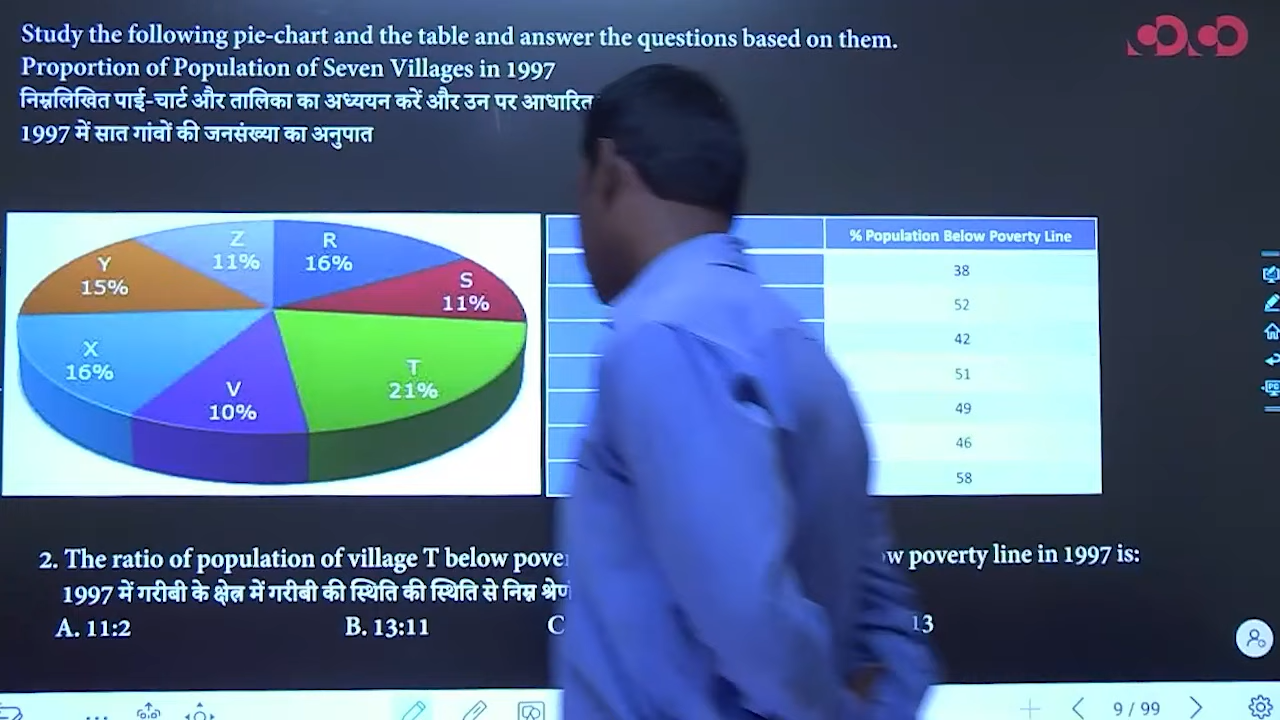 Study the following pie-chart and the table and answer the questions based on them.
Proportion of Population of Seven Villages in 1997
निम्नलिखित पाई-चार्ट और तालिका का अध्ययन करें और उन पर आधारित
1997 में सात गांवों की जनसंख्या का अनुपात
Z
11%
R
16%
Y
15%
S
11%
X
16%
T
21%
V
10%
% Population Below Poverty Line
38
52
42
51
49
46
58
2. The ratio of population of village T below poverty line in 1997 is:
1997 में गरीबी के क्षेत्र में गरीबी की स्थिति की स्थिति से निम्न
A. 11:2
B. 13:11
C
13
9 / 99